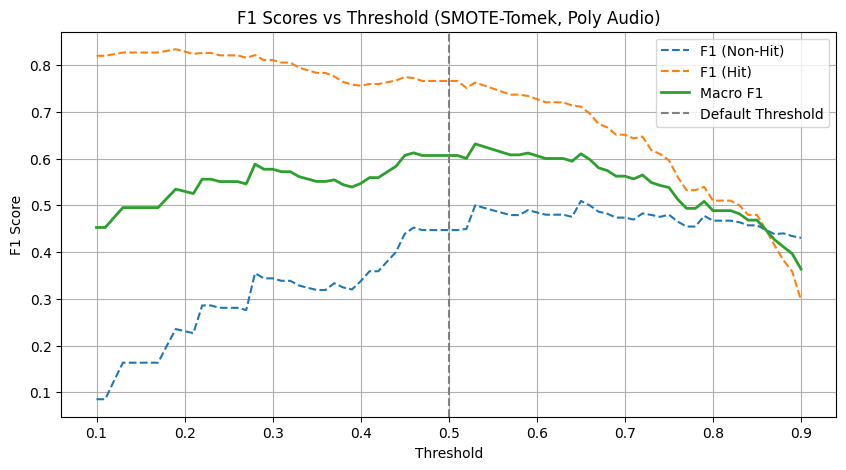 F1 Scores vs Threshold (SMOTE-Tomek, Poly Audio)
F1 (Non-Hit)
F1 (Hit)
Macro F1
Default Threshold
F1 Score
0.8
0.7
0.6
0.5
0.4
0.3
0.2
0.1
0.1 0.2 0.3 0.4 0.5 0.6 0.7 0.8 0.9
Threshold